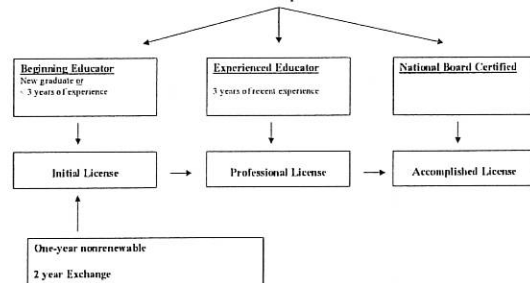 Beginning Educator
New graduate or
< 3 years of experience
Experienced Educator
3 years of recent experience
National Board Certified
Initial License
Professional License
Accomplished License
One-year nonrenewable
2 year Exchange